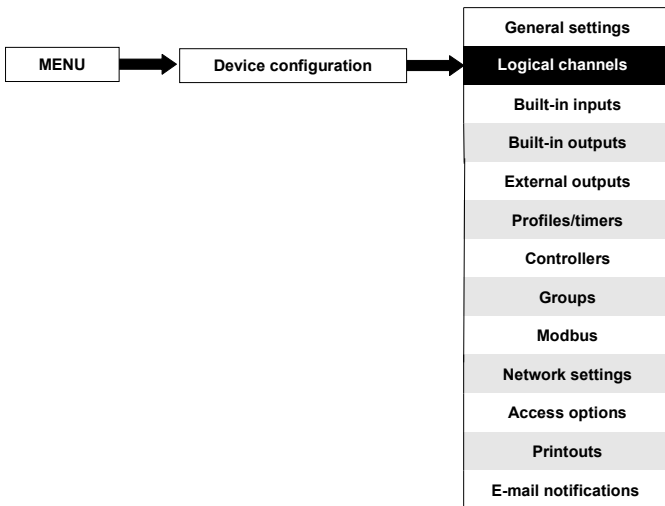 MENU
Device configuration
General settings
Logical channels
Built-in inputs
Built-in outputs
External outputs
Profiles/timers
Controllers
Groups
Modbus
Network settings
Access options
Printouts
E-mail notifications